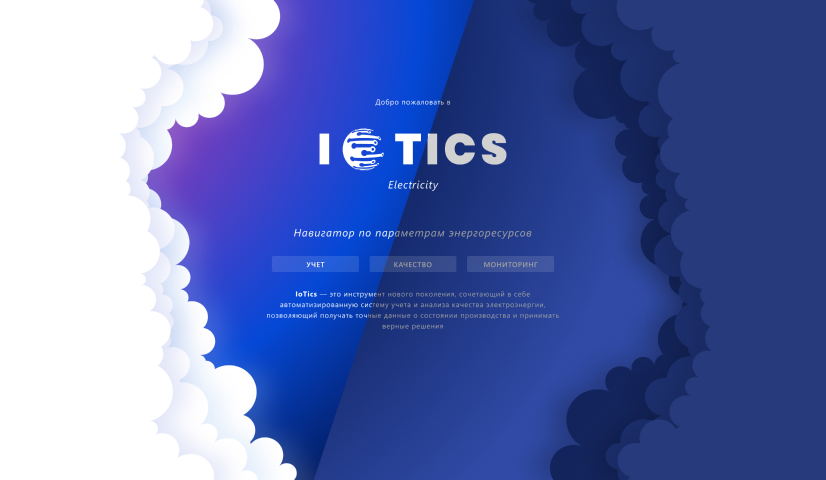 Добро пожаловать в
IOTICS
Electricity
Навигатор по параметрам энергоресурсов
УЧЕТ КАЧЕСТВО МОНИТОРИНГ
IoTics — это инструмент нового поколения, сочетающий в себе
автоматизированную систему учета и анализа качества электроэнергии,
позволяющий получать точные данные о состоянии производства и принимать
верные решения